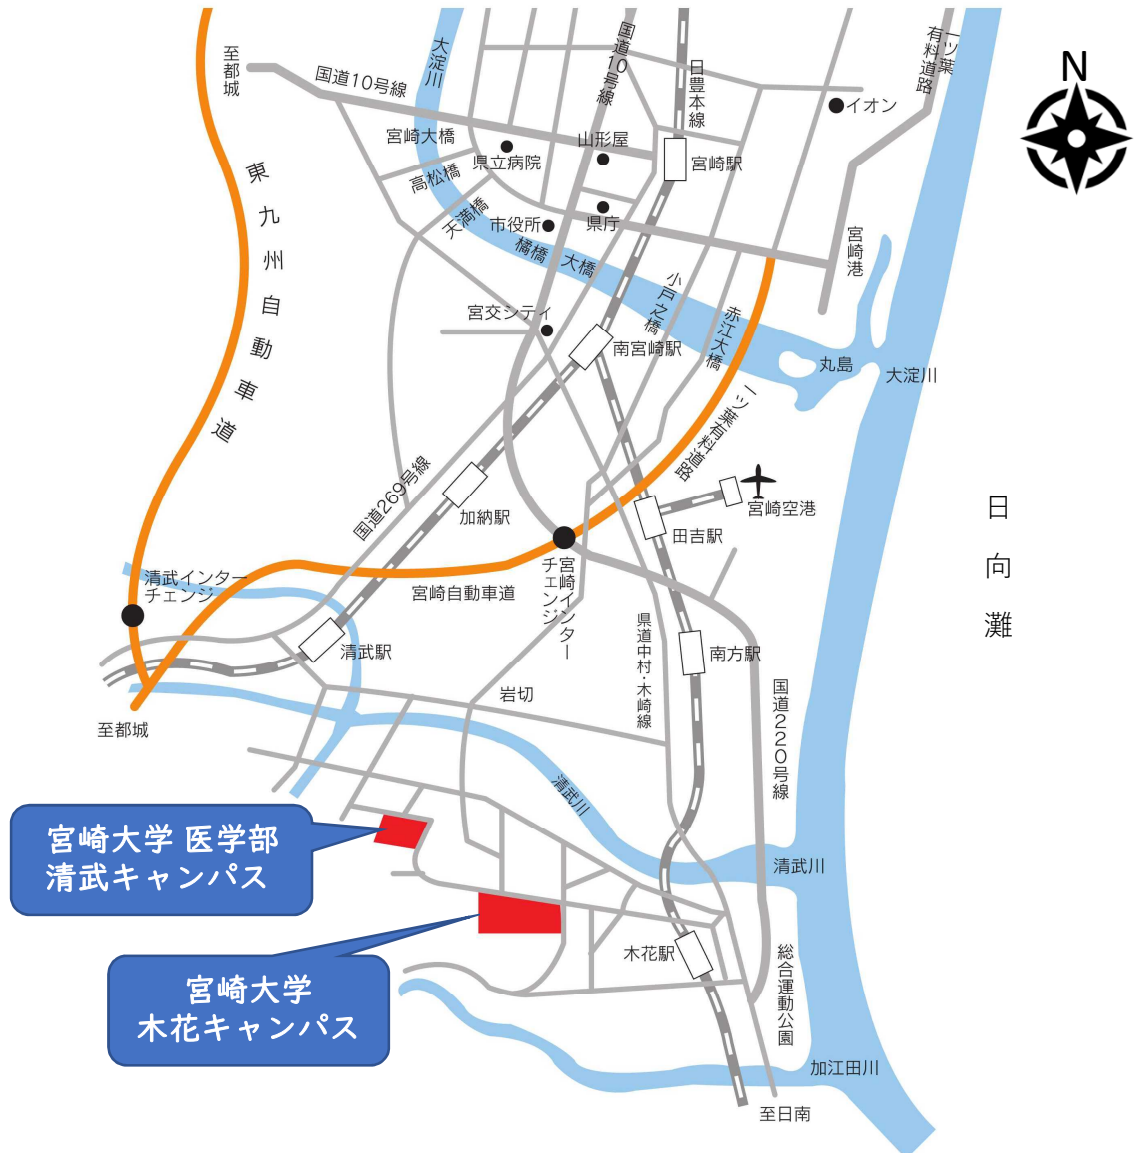 N
至都城
国道10号線
大淀川
国道10号線
日豊本線
一ツ葉
有料道路
イオン
宮崎大橋
県立病院
山形屋
宮崎駅
高松橋
天満橋
市役所
県庁
橘橋
大橋
宮崎港
東九州自動車道
宮交シティ
南宮崎駅
小戸之橋
赤江大橋
丸島
大淀川
一ツ葉有料道路
国道269号線
加納駅
宮崎空港
田吉駅
日向灘
清武インター
チェンジ
宮崎自動車道
宮崎インター
チェンジ
清武駅
県道中村・木崎線
南方駅
岩切
国道220号線
至都城
清武川
宮崎大学 医学部
清武キャンパス
清武川
木花駅
総合運動公園
宮崎大学
木花キャンパス
加江田川
至日南